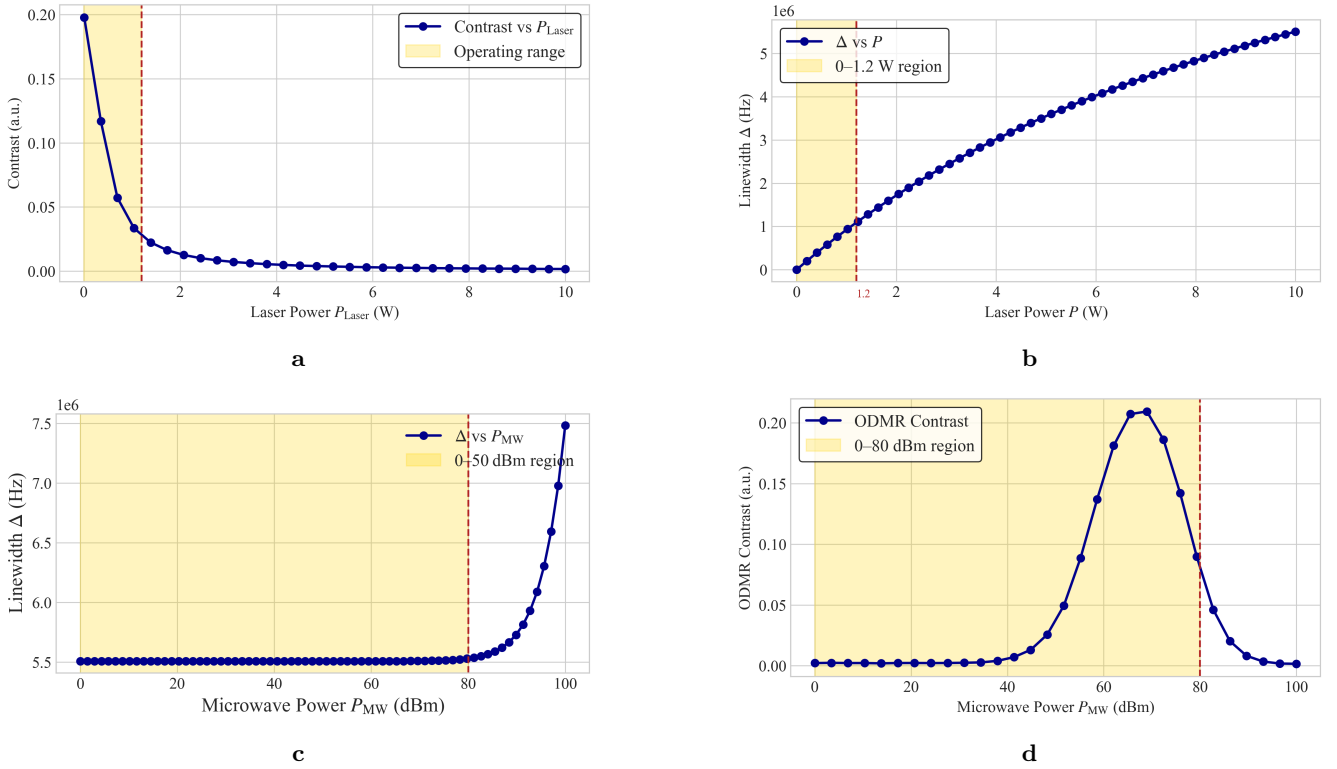 Contrast vs P_Laser
Operating range
0.20
0.15
0.10
0.05
0.00
Contrast (a.u.)
0 2 4 6 8 10
Laser Power P_Laser (W)
a
1e6
Δ vs P
0–1.2 W region
5
4
3
2
1
0
Linewidth Δ (Hz)
0 1.2 2 4 6 8 10
Laser Power P (W)
b
1e6
Δ vs P_MW
0–50 dBm region
7.5
7.0
6.5
6.0
5.5
Linewidth Δ (Hz)
0 20 40 60 80 100
Microwave Power P_MW (dBm)
c
ODMR Contrast
0–80 dBm region
0.20
0.15
0.10
0.05
0.00
ODMR Contrast (a.u.)
0 20 40 60 80 100
Microwave Power P_MW (dBm)
d